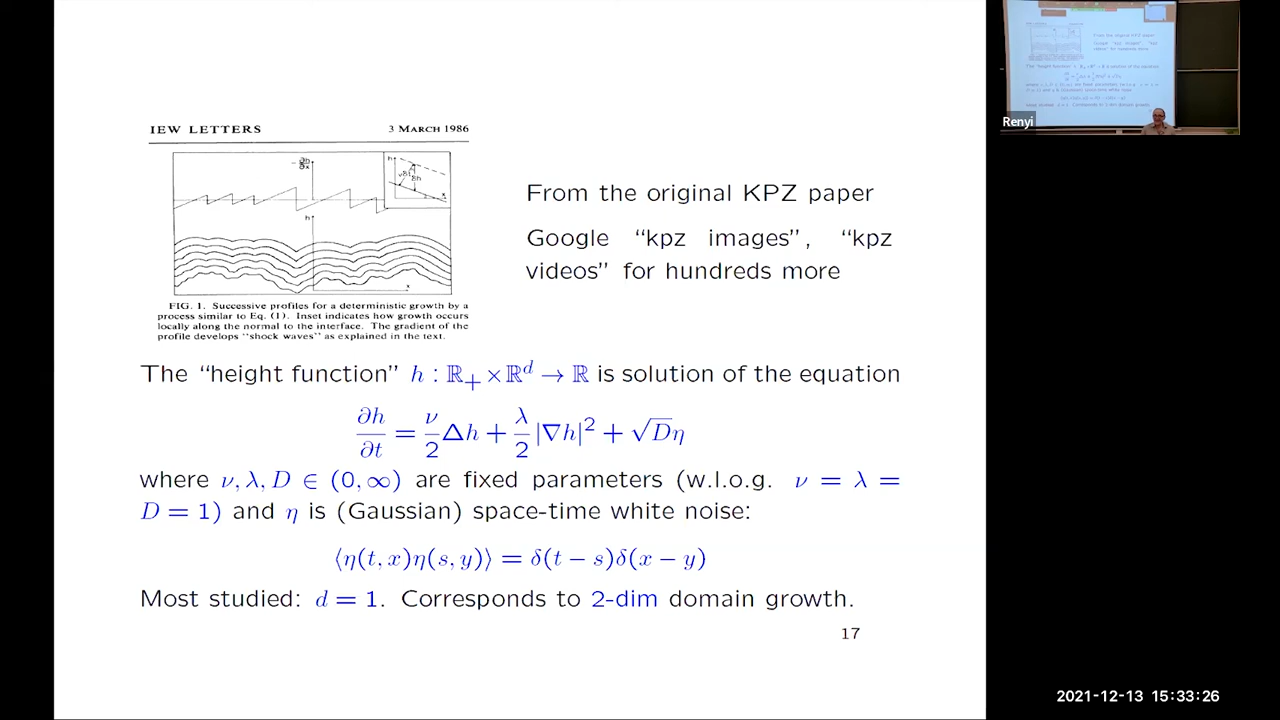 IEW LETTERS 3 MARCH 1986
− ∂h/∂x
h
h
vδt
δh
x
x
FIG. 1. Successive profiles for a deterministic growth by a
process similar to Eq. (1). Inset indicates how growth occurs
locally along the normal to the interface. The gradient of the
profile develops "shock waves" as explained in the text.
From the original KPZ paper
Google “kpz images”, “kpz
videos” for hundreds more
The “height function” h : ℝ₊ × ℝᵈ → ℝ is solution of the equation
∂h/∂t = ν/2 Δh + λ/2 |∇h|² + √D η
where ν, λ, D ∈ (0, ∞) are fixed parameters (w.l.o.g. ν = λ =
D = 1) and η is (Gaussian) space-time white noise:
⟨η(t, x)η(s, y)⟩ = δ(t − s)δ(x − y)
Most studied: d = 1. Corresponds to 2-dim domain growth.
17
Renyi
2021-12-13 15:33:26